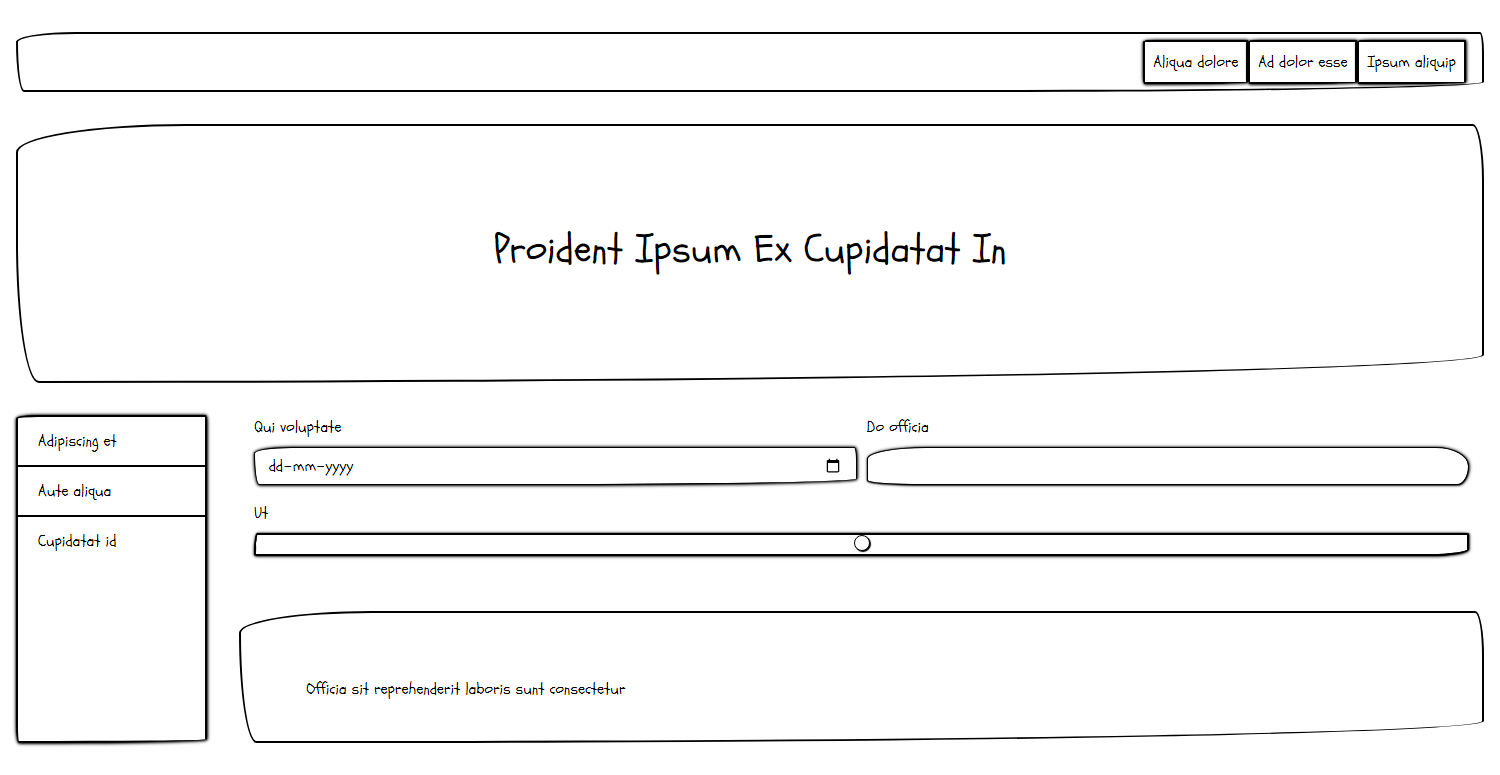 Aliqua dolore Ad dolor esse Ipsum aliquip
Proident Ipsum Ex Cupidatat In
Adipiscing et
Aute aliqua
Cupidatat id
Qui voluptate
dd-mm-yyyy
Do officia
Ut
Officia sit reprehenderit laboris sunt consectetur